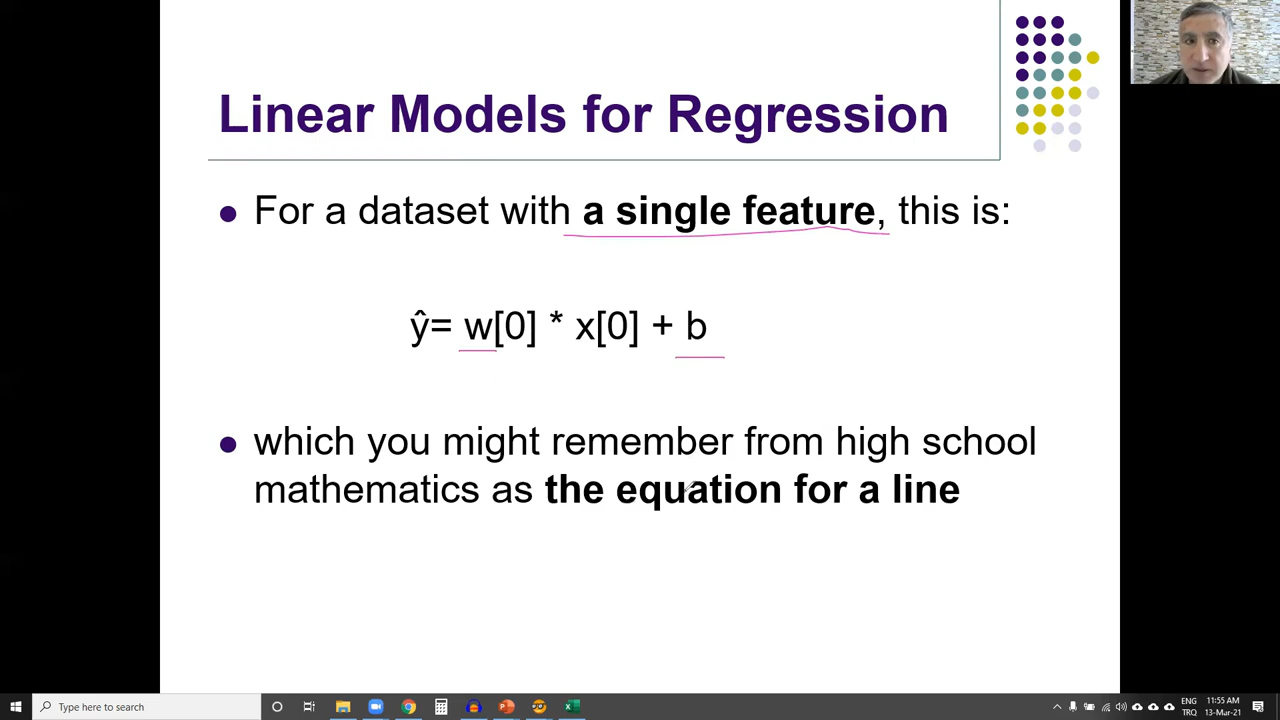 Linear Models for Regression
● For a dataset with a single feature, this is:
ŷ= w[0] * x[0] + b
● which you might remember from high school
mathematics as the equation for a line
Type here to search
ENG
TRQ
11:55 AM
13-Mar-21